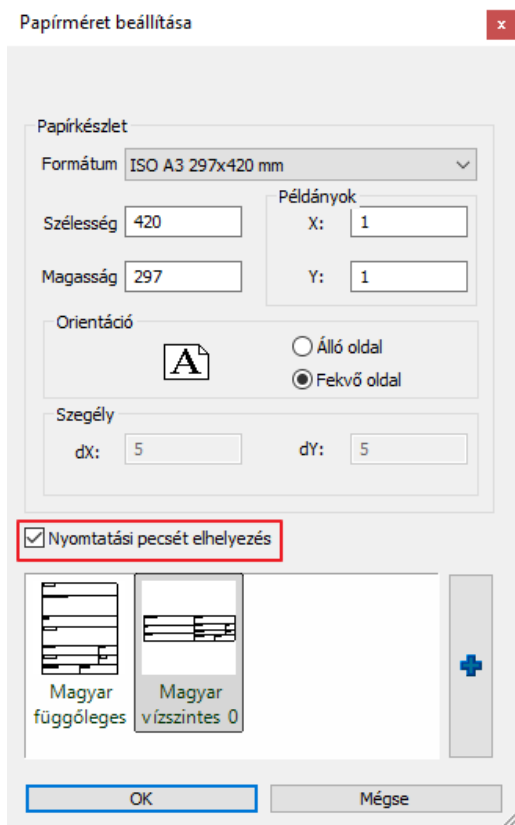 Papírméret beállítása
x
Papírkészlet
Formátum ISO A3 297x420 mm
Példányok
Szélesség 420 X: 1
Magasság 297 Y: 1
Orientáció
A
Álló oldal
Fekvő oldal
Szegély
dX: 5 dY: 5
Nyomtatási pecsét elhelyezés
Magyar függőleges
Magyar vízszintes 0
OK Mégse